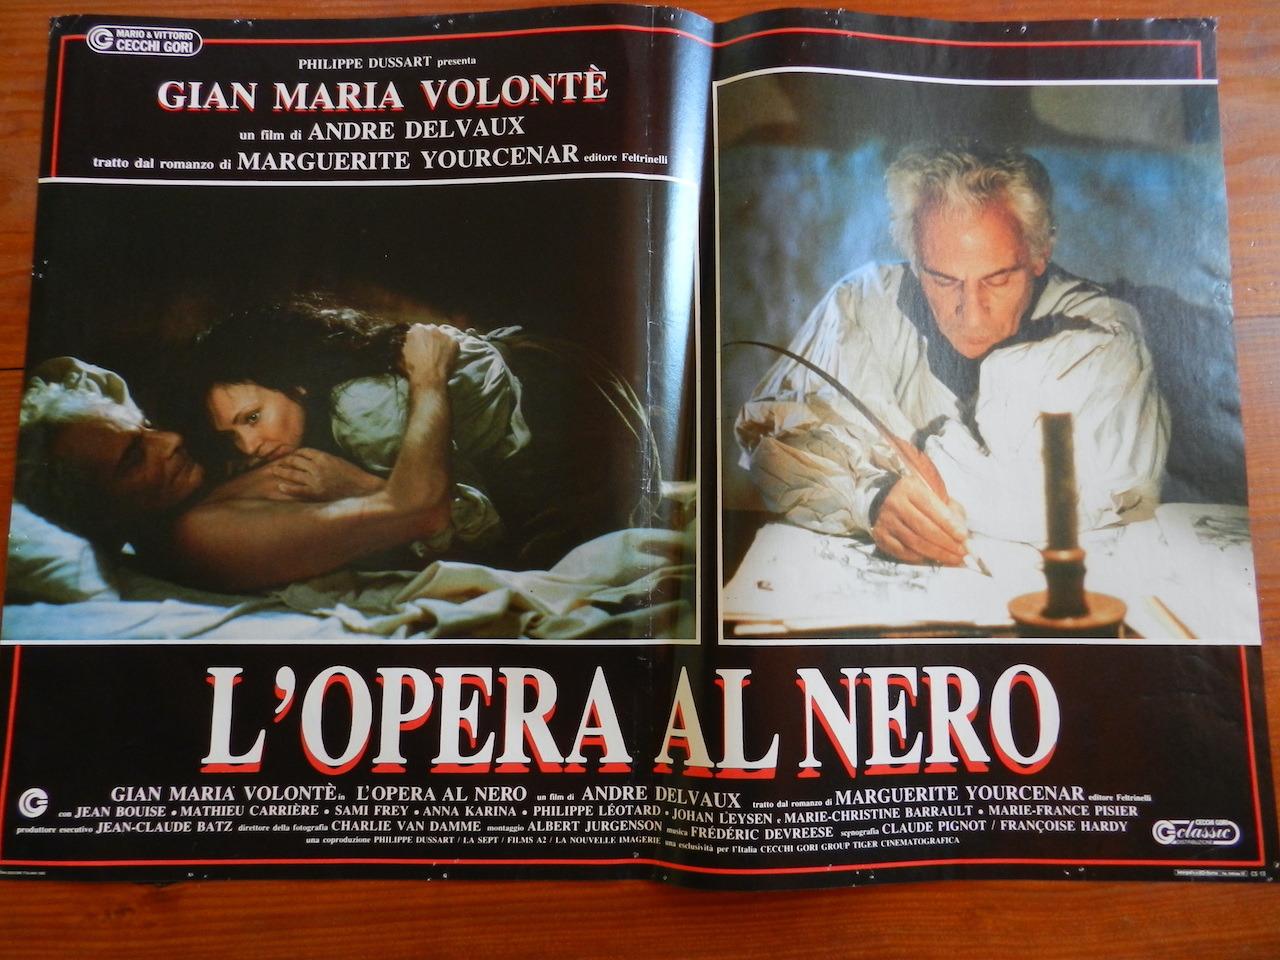 MARIO & VITTORIO
CECCHI GORI
PHILIPPE DUSSART presenta
GIAN MARIA VOLONTÈ
un film di ANDRE DELVAUX
tratto dal romanzo di MARGUERITE YOURCENAR editore Feltrinelli
L'OPERA AL NERO
GIAN MARIA VOLONTÈ in L'OPERA AL NERO un film di ANDRE DELVAUX tratto dal romanzo di MARGUERITE YOURCENAR editore Feltrinelli
con JEAN BOUISE • MATHIEU CARRIÈRE • SAMI FREY • ANNA KARINA • PHILIPPE LÉOTARD • JOHAN LEYSEN e MARIE-CHRISTINE BARRAULT • MARIE-FRANCE PISIER
produttore esecutivo JEAN-CLAUDE BATZ direttore della fotografia CHARLIE VAN DAMME montaggio ALBERT JURGENSON musica FRÉDÉRIC DEVREESE scenografia CLAUDE PIGNOT / FRANÇOISE HARDY
una coproduzione PHILIPPE DUSSART / LA SEPT / FILMS A2 / LA NOUVELLE IMAGERIE una esclusività per l'Italia CECCHI GORI GROUP TIGER CINEMATOGRAFICA
CECCHI GORI
classic
DISTRIBUZIONE